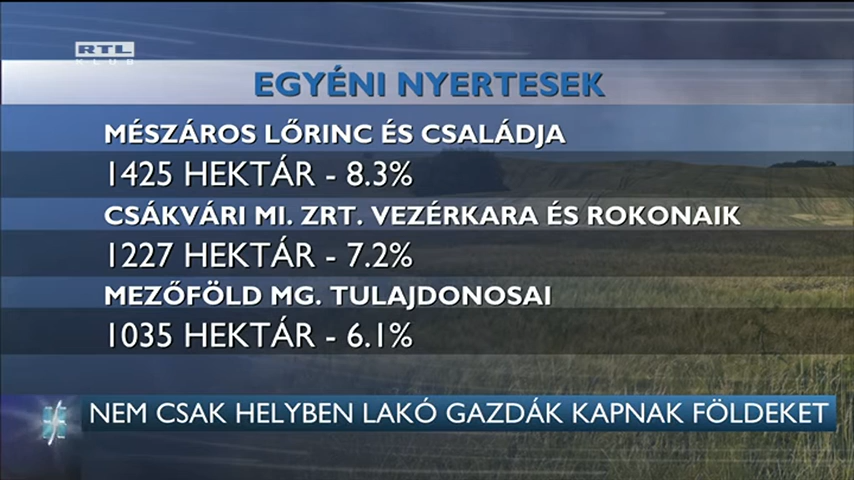 RTL
KLUB
EGYÉNI NYERTESEK
MÉSZÁROS LŐRINC ÉS CSALÁDJA
1425 HEKTÁR - 8.3%
CSÁKVÁRI MI. ZRT. VEZÉRKARA ÉS ROKONAIK
1227 HEKTÁR - 7.2%
MEZŐFÖLD MG. TULAJDONOSAI
1035 HEKTÁR - 6.1%
NEM CSAK HELYBEN LAKÓ GAZDÁK KAPNAK FÖLDEKET